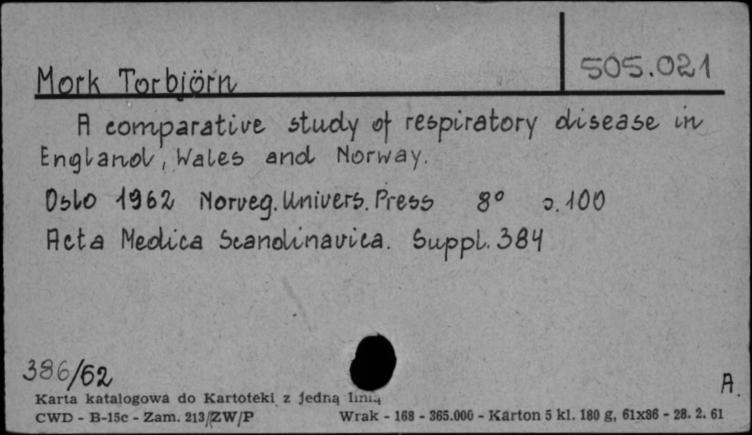 Mork Torbjörn
505.021
A comparative study of respiratory disease in
England, Wales and Norway.
Oslo 1962 Norveg. Univers. Press 8° s. 100
Acta Medica Scandinavica. Suppl. 384
386/62
A.
Karta katalogowa do Kartoteki z jedną linią
CWD - B-15c - Zam. 213/ZW/P Wrak - 168 - 365.000 - Karton 5 kl. 180 g, 61x86 - 28. 2. 61